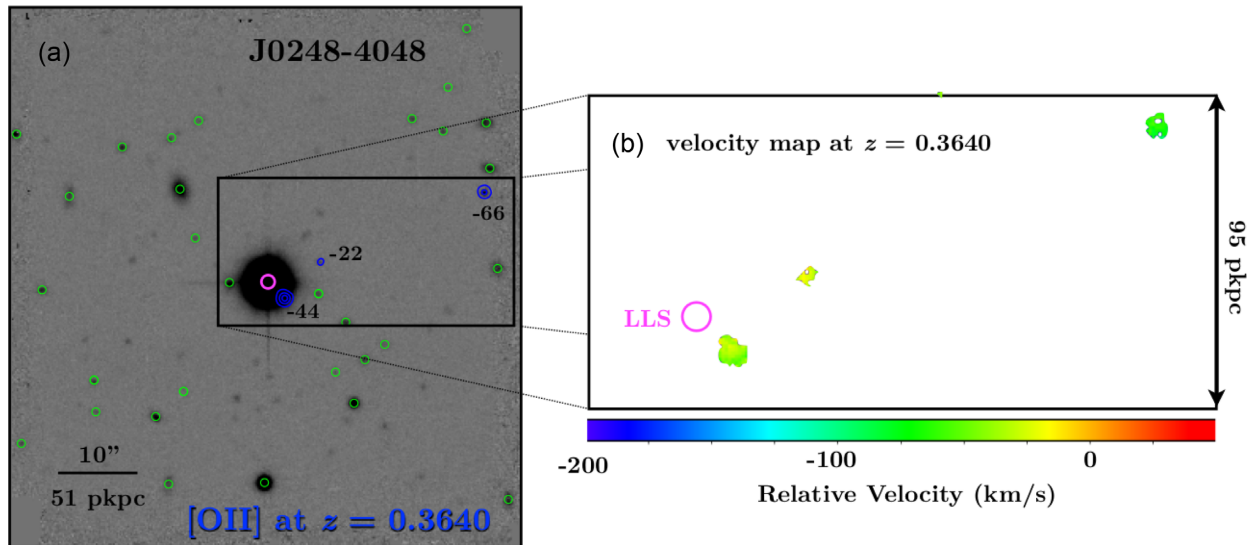 (a)
J0248-4048
-66
-22
-44
10"
51 pkpc
[OII] at z = 0.3640
(b) velocity map at z = 0.3640
LLS
95 pkpc
-200
-100
0
Relative Velocity (km/s)